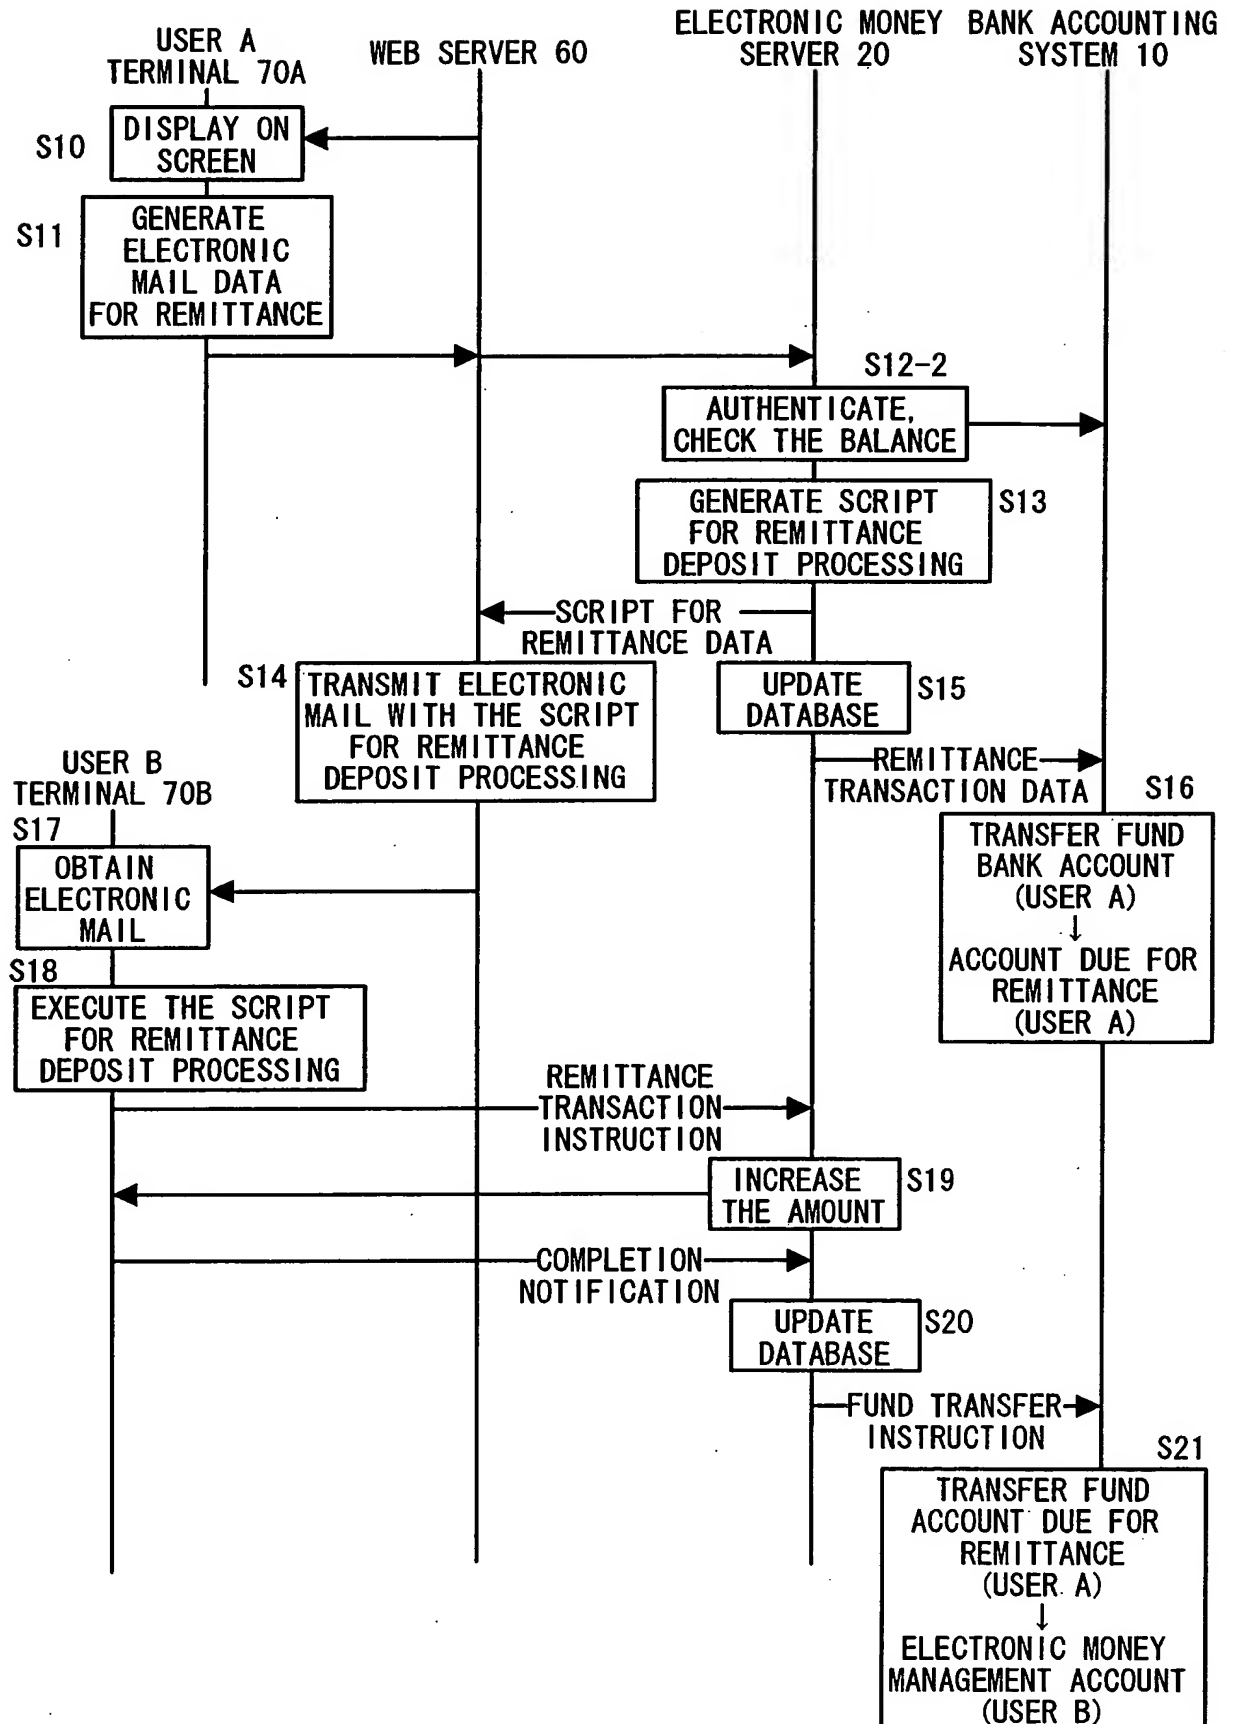 USER A
TERMINAL 70A
WEB SERVER 60
ELECTRONIC MONEY
SERVER 20
BANK ACCOUNTING
SYSTEM 10
S10
DISPLAY ON
SCREEN
S11
GENERATE
ELECTRONIC
MAIL DATA
FOR REMITTANCE
S12-2
AUTHENTICATE,
CHECK THE BALANCE
S13
GENERATE SCRIPT
FOR REMITTANCE
DEPOSIT PROCESSING
SCRIPT FOR
REMITTANCE DATA
S14
TRANSMIT ELECTRONIC
MAIL WITH THE SCRIPT
FOR REMITTANCE
DEPOSIT PROCESSING
UPDATE
DATABASE
S15
REMITTANCE
TRANSACTION DATA
S16
TRANSFER FUND
BANK ACCOUNT
(USER A)
↓
ACCOUNT DUE FOR
REMITTANCE
(USER A)
USER B
TERMINAL 70B
S17
OBTAIN
ELECTRONIC
MAIL
S18
EXECUTE THE SCRIPT
FOR REMITTANCE
DEPOSIT PROCESSING
REMITTANCE
TRANSACTION
INSTRUCTION
INCREASE
THE AMOUNT
S19
COMPLETION
NOTIFICATION
UPDATE
DATABASE
S20
FUND TRANSFER
INSTRUCTION
S21
TRANSFER FUND
ACCOUNT DUE FOR
REMITTANCE
(USER A)
↓
ELECTRONIC MONEY
MANAGEMENT ACCOUNT
(USER B)